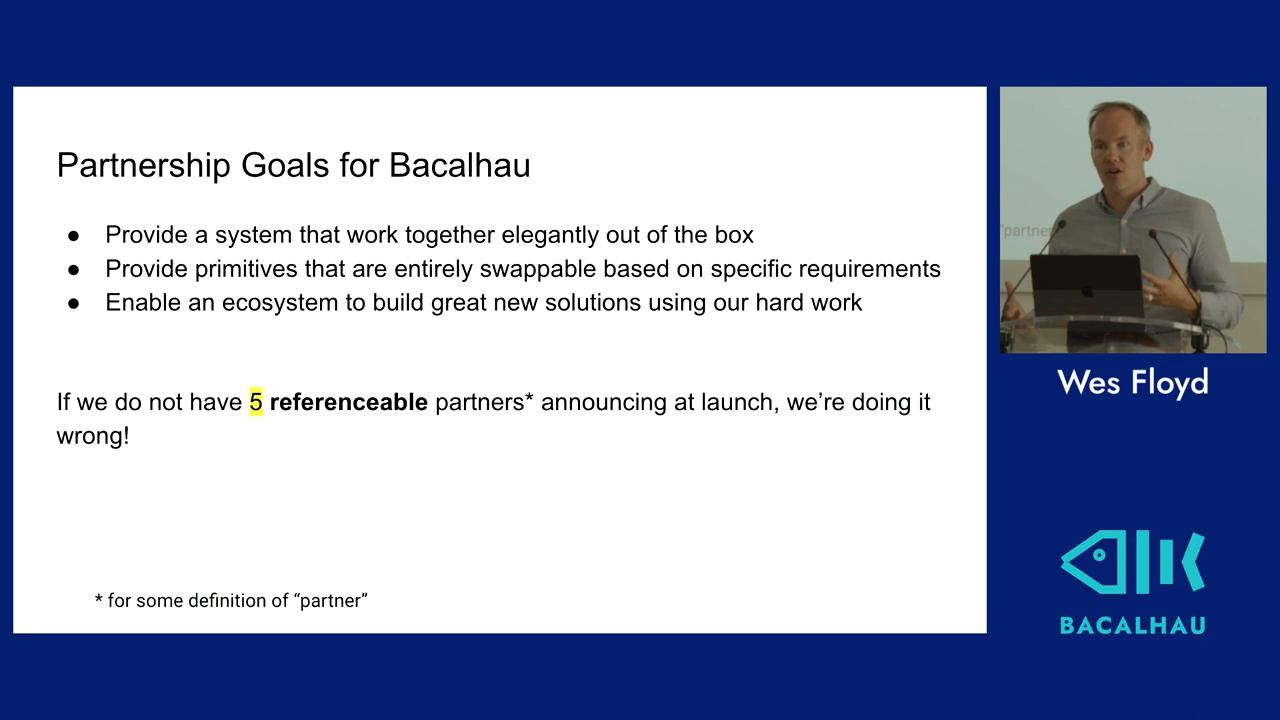 Partnership Goals for Bacalhau
● Provide a system that work together elegantly out of the box
● Provide primitives that are entirely swappable based on specific requirements
● Enable an ecosystem to build great new solutions using our hard work
If we do not have 5 referenceable partners* announcing at launch, we’re doing it
wrong!
* for some definition of “partner”
“partner
Wes Floyd
BACALHAU